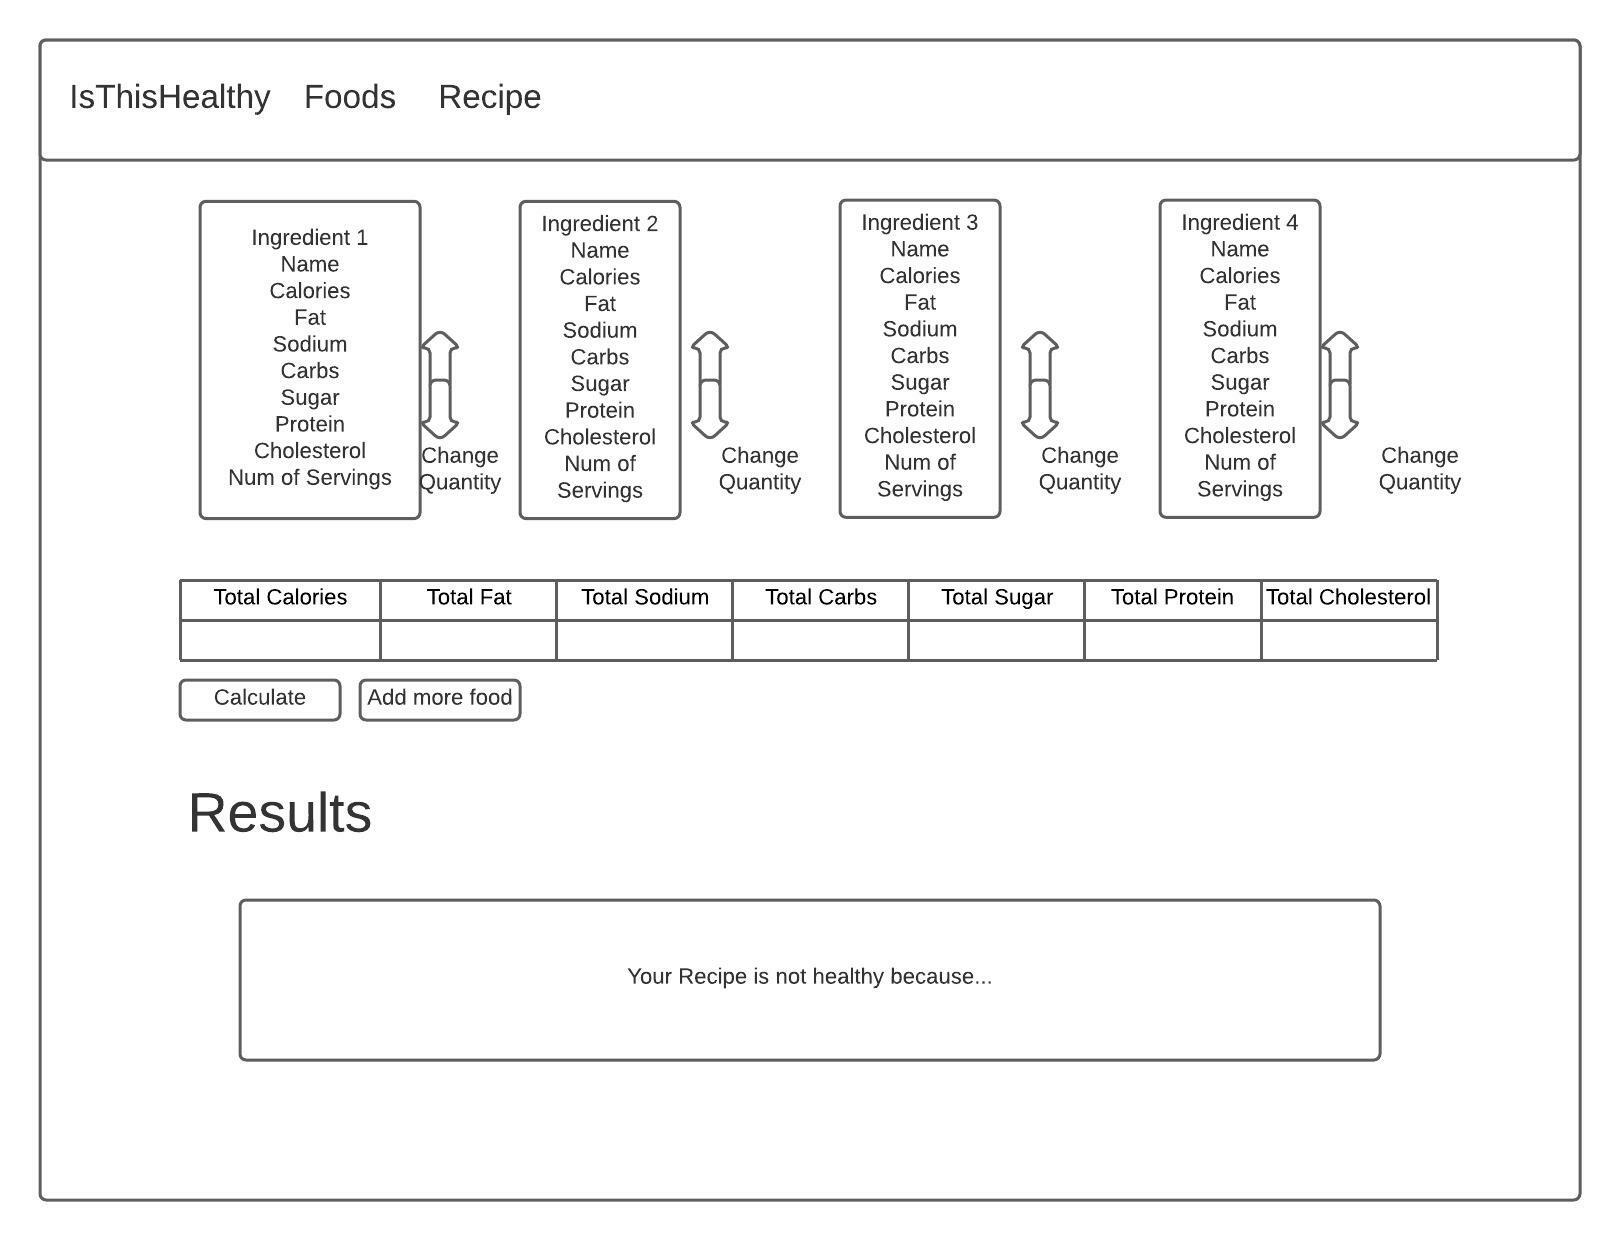 IsThisHealthy Foods Recipe
Ingredient 1
Name
Calories
Fat
Sodium
Carbs
Sugar
Protein
Cholesterol
Num of Servings
Change
Quantity
Ingredient 2
Name
Calories
Fat
Sodium
Carbs
Sugar
Protein
Cholesterol
Num of
Servings
Change
Quantity
Ingredient 3
Name
Calories
Fat
Sodium
Carbs
Sugar
Protein
Cholesterol
Num of
Servings
Change
Quantity
Ingredient 4
Name
Calories
Fat
Sodium
Carbs
Sugar
Protein
Cholesterol
Num of
Servings
Change
Quantity
Total Calories Total Fat Total Sodium Total Carbs Total Sugar Total Protein Total Cholesterol
Calculate Add more food
Results
Your Recipe is not healthy because...